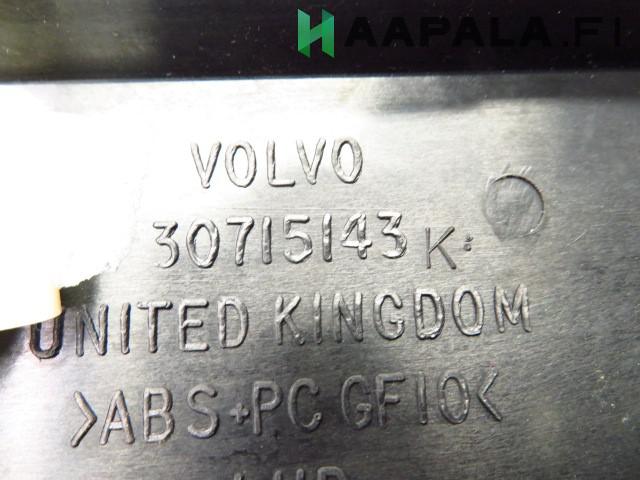 HAAPALA.FI
VOLVO
30715143 K
UNITED KINGDOM
>ABS+PC GF10<